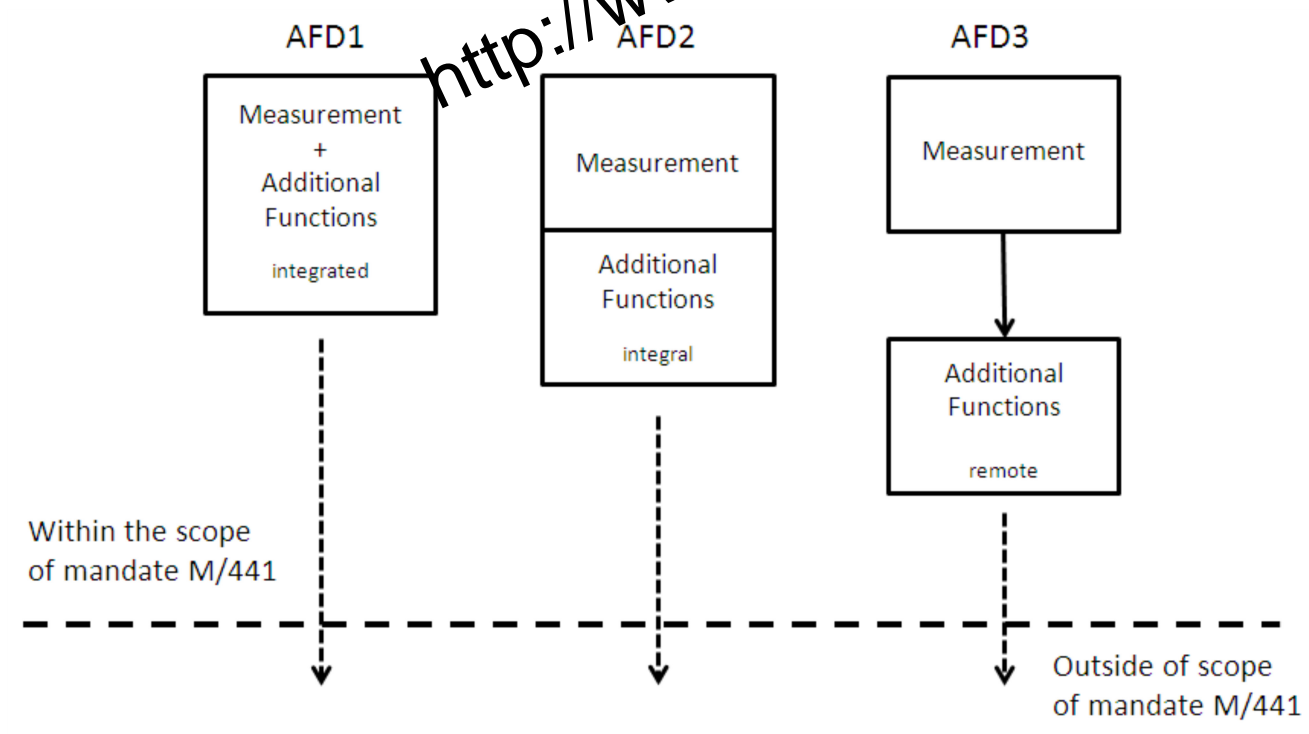 AFD1
AFD2
AFD3
http://w
Measurement
+
Additional
Functions
integrated
Measurement
Additional
Functions
integral
Measurement
Additional
Functions
remote
Within the scope
of mandate M/441
Outside of scope
of mandate M/441